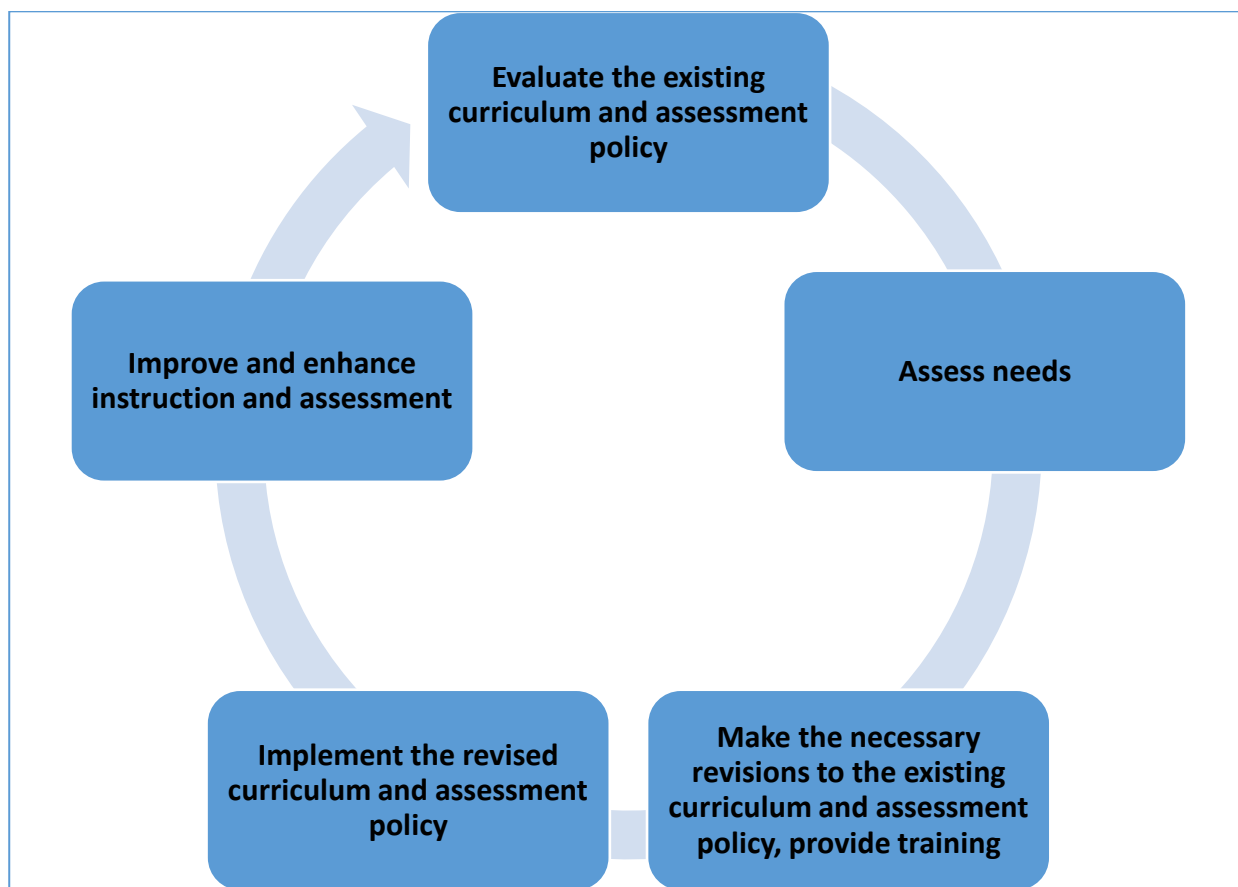 Evaluate the existing
curriculum and assessment
policy
Assess needs
Make the necessary
revisions to the existing
curriculum and assessment
policy, provide training
Implement the revised
curriculum and assessment
policy
Improve and enhance
instruction and assessment